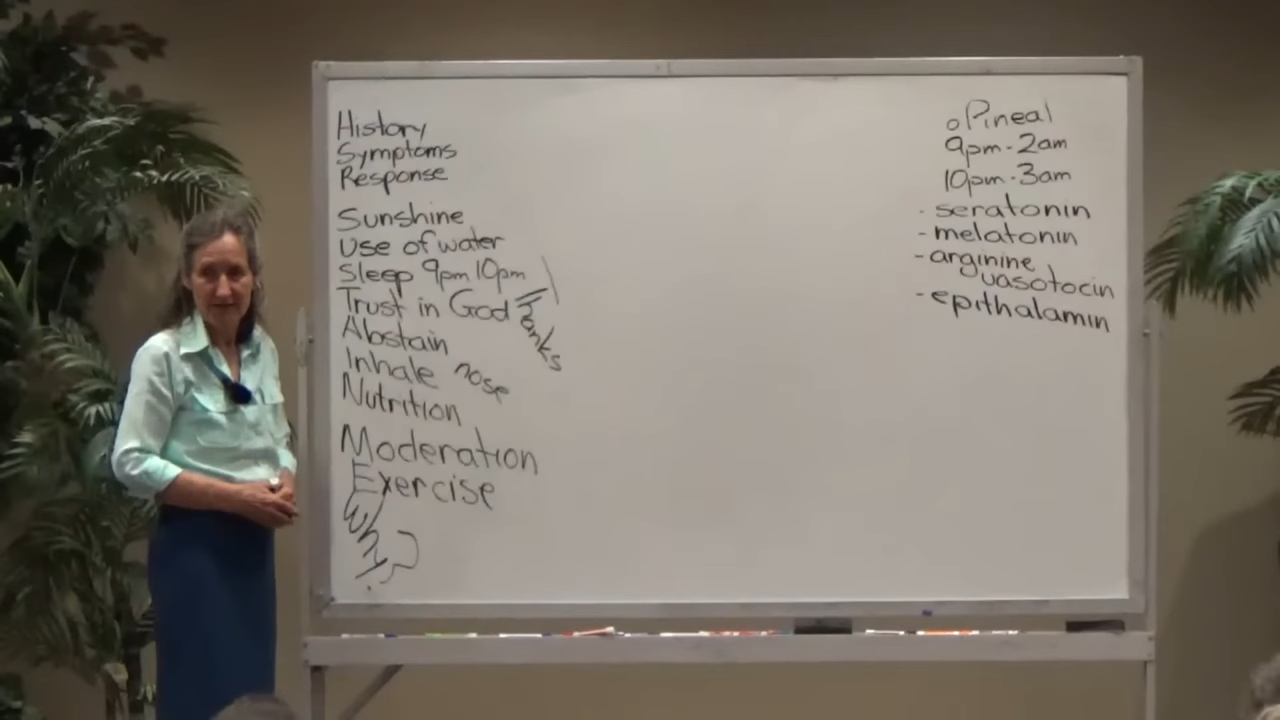 History
Symptoms
Response
Sunshine
Use of water
Sleep 9pm 10pm
Trust in God Thanks
Abstain
Inhale nose
Nutrition
Moderation
Exercise
Why?
Pineal
9pm - 2am
10pm - 3am
- seratonin
- melatonin
- arginine
vasotocin
- epithalamin